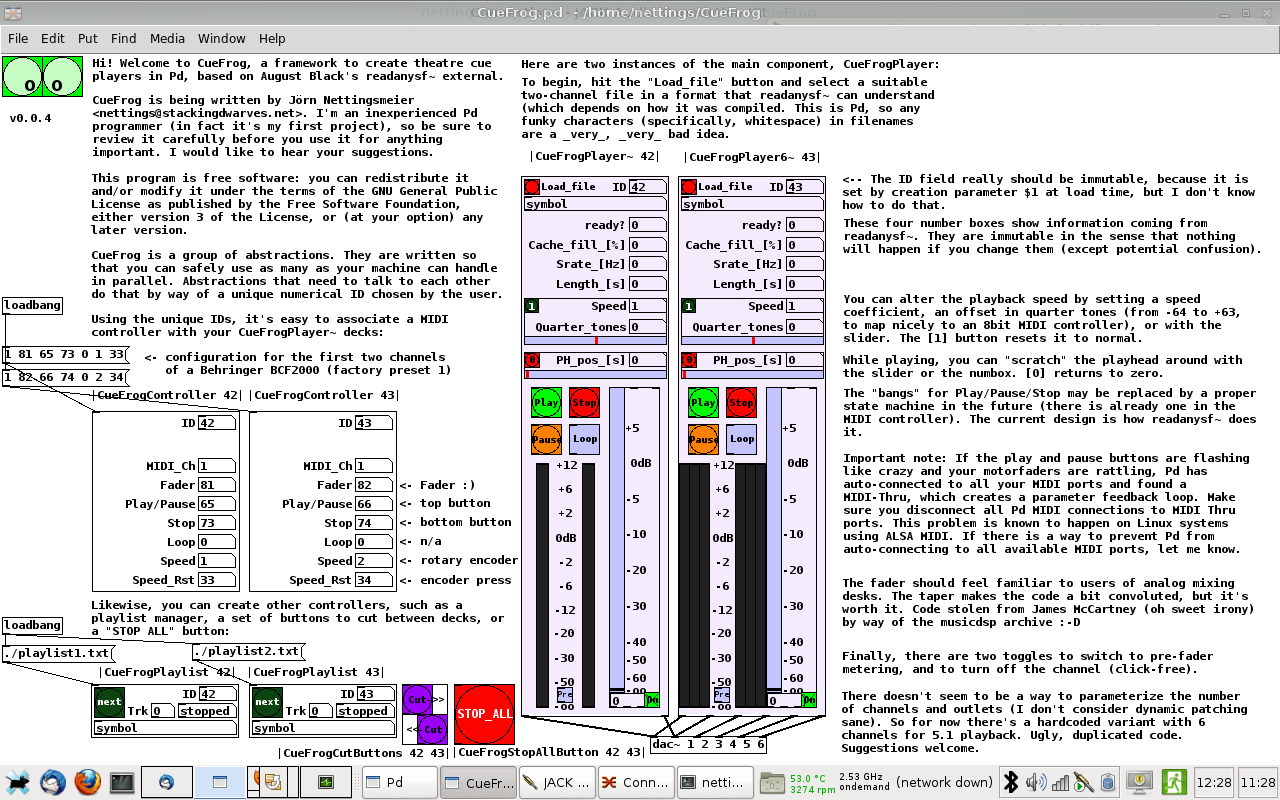 CueFrog.pd - /home/nettings/CueFrog
File Edit Put Find Media Window Help
0 0
v0.0.4
Hi! Welcome to CueFrog, a framework to create theatre cue
players in Pd, based on August Black's readanysf~ external.
CueFrog is being written by Jörn Nettingsmeier
<nettings@stackingdwarves.net>. I'm an inexperienced Pd
programmer (in fact it's my first project), so be sure to
review it carefully before you use it for anything
important. I would like to hear your suggestions.
This program is free software: you can redistribute it
and/or modify it under the terms of the GNU General Public
License as published by the Free Software Foundation,
either version 3 of the License, or (at your option) any
later version.
CueFrog is a group of abstractions. They are written so
that you can safely use as many as your machine can handle
in parallel. Abstractions that need to talk to each other
do that by way of a unique numerical ID chosen by the user.
Using the unique IDs, it's easy to associate a MIDI
controller with your CueFrogPlayer~ decks:
loadbang
1 81 65 73 0 1 33
1 82 66 74 0 2 34
<- configuration for the first two channels
of a Behringer BCF2000 (factory preset 1)
|CueFrogController 42| |CueFrogController 43|
ID 42
MIDI_Ch 1
Fader 81
Play/Pause 65
Stop 73
Loop 0
Speed 1
Speed_Rst 33
ID 43
MIDI_Ch 1
Fader 82 <- Fader :)
Play/Pause 66 <- top button
Stop 74 <- bottom button
Loop 0 <- n/a
Speed 2 <- rotary encoder
Speed_Rst 34 <- encoder press
Likewise, you can create other controllers, such as a
playlist manager, a set of buttons to cut between decks, or
a "STOP ALL" button:
loadbang
./playlist1.txt
./playlist2.txt
|CueFrogPlaylist 42| |CueFrogPlaylist 43|
next ID 42
Trk 0 stopped
symbol
next ID 43
Trk 0 stopped
symbol
Cut >>
<< Cut
STOP_ALL
|CueFrogCutButtons 42 43| |CueFrogStopAllButton 42 43|
Here are two instances of the main component, CueFrogPlayer:
To begin, hit the "Load_file" button and select a suitable
two-channel file in a format that readanysf~ can understand
(which depends on how it was compiled. This is Pd, so any
funky characters (specifically, whitespace) in filenames
are a _very_, _very_ bad idea.
|CueFrogPlayer~ 42| |CueFrogPlayer6~ 43|
Load_file ID 42
symbol
ready? 0
Cache_fill_[%] 0
Srate_[Hz] 0
Length_[s] 0
1 Speed 1
Quarter_tones 0
0 PH_pos_[s] 0
Play Stop
Pause Loop
+5
0dB
-5
-10
-20
-30
-40
-50
-60
-oo
+12
+6
+2
0dB
-2
-6
-12
-20
-30
-50
-oo
Pre
0 On
Load_file ID 43
symbol
ready? 0
Cache_fill_[%] 0
Srate_[Hz] 0
Length_[s] 0
1 Speed 1
Quarter_tones 0
0 PH_pos_[s] 0
Play Stop
Pause Loop
+5
0dB
-5
-10
-20
-30
-40
-50
-60
-oo
+12
+6
+2
0dB
-2
-6
-12
-20
-30
-50
-oo
Pre
0 On
dac~ 1 2 3 4 5 6
<-- The ID field really should be immutable, because it is
set by creation parameter $1 at load time, but I don't know
how to do that.
These four number boxes show information coming from
readanysf~. They are immutable in the sense that nothing
will happen if you change them (except potential confusion).
You can alter the playback speed by setting a speed
coefficient, an offset in quarter tones (from -64 to +63,
to map nicely to an 8bit MIDI controller), or with the
slider. The [1] button resets it to normal.
While playing, you can "scratch" the playhead around with
the slider or the numbox. [0] returns to zero.
The "bangs" for Play/Pause/Stop may be replaced by a proper
state machine in the future (there is already one in the
MIDI controller). The current design is how readanysf~ does
it.
Important note: If the play and pause buttons are flashing
like crazy and your motorfaders are rattling, Pd has
auto-connected to all your MIDI ports and found a
MIDI-Thru, which creates a parameter feedback loop. Make
sure you disconnect all Pd MIDI connections to MIDI Thru
ports. This problem is known to happen on Linux systems
using ALSA MIDI. If there is a way to prevent Pd from
auto-connecting to all available MIDI ports, let me know.
The fader should feel familiar to users of analog mixing
desks. The taper makes the code a bit convoluted, but it's
worth it. Code stolen from James McCartney (oh sweet irony)
by way of the musicdsp archive :-D
Finally, there are two toggles to switch to pre-fader
metering, and to turn off the channel (click-free).
There doesn't seem to be a way to parameterize the number
of channels and outlets (I don't consider dynamic patching
sane). So for now there's a hardcoded variant with 6
channels for 5.1 playback. Ugly, duplicated code.
Suggestions welcome.
Pd CueFr... JACK ... Conn... netti...
53.0 °C
3274 rpm
2.53 GHz
ondemand
(network down)
12:28 11:28